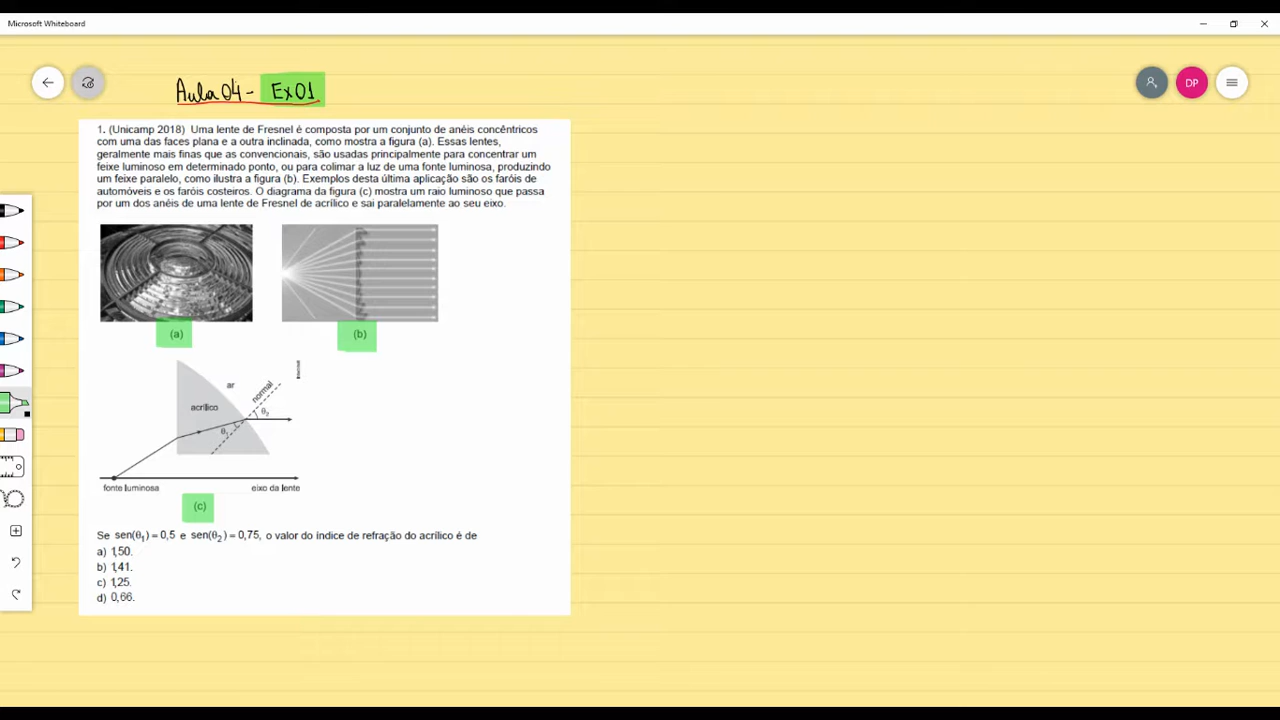 Microsoft Whiteboard
Aula 04 - Ex01
DP
1. (Unicamp 2018) Uma lente de Fresnel é composta por um conjunto de anéis concêntricos
com uma das faces plana e a outra inclinada, como mostra a figura (a). Essas lentes,
geralmente mais finas que as convencionais, são usadas principalmente para concentrar um
feixe luminoso em determinado ponto, ou para colimar a luz de uma fonte luminosa, produzindo
um feixe paralelo, como ilustra a figura (b). Exemplos desta última aplicação são os faróis de
automóveis e os faróis costeiros. O diagrama da figura (c) mostra um raio luminoso que passa
por um dos anéis de uma lente de Fresnel de acrílico e sai paralelamente ao seu eixo.
(a)
(b)
ar
normal
acrílico
θ2
θ1
fonte luminosa
eixo da lente
(c)
Se sen(θ1) = 0,5 e sen(θ2) = 0,75, o valor do índice de refração do acrílico é de
a) 1,50.
b) 1,41.
c) 1,25.
d) 0,66.